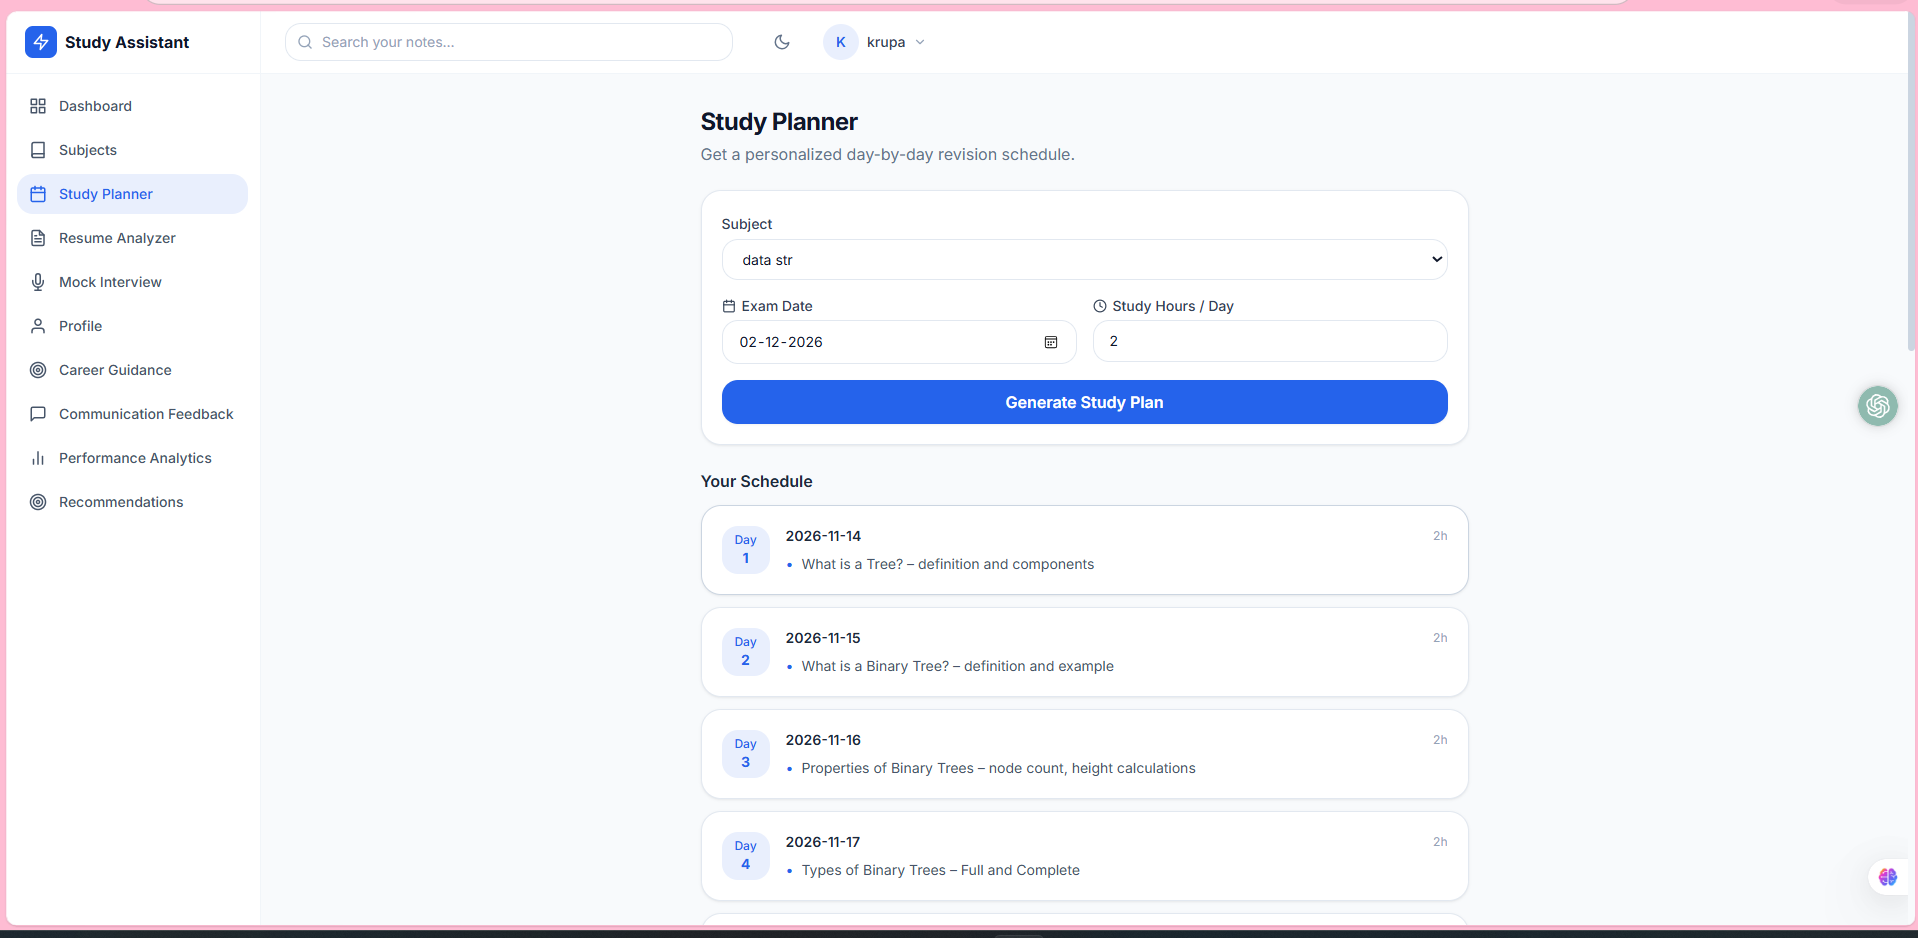 Study Assistant
Search your notes...
K
krupa
Dashboard
Subjects
Study Planner
Resume Analyzer
Mock Interview
Profile
Career Guidance
Communication Feedback
Performance Analytics
Recommendations
Study Planner
Get a personalized day-by-day revision schedule.
Subject
data str
Exam Date
02-12-2026
Study Hours / Day
2
Generate Study Plan
Your Schedule
Day 1
2026-11-14
2h
• What is a Tree? – definition and components
Day 2
2026-11-15
2h
• What is a Binary Tree? – definition and example
Day 3
2026-11-16
2h
• Properties of Binary Trees – node count, height calculations
Day 4
2026-11-17
2h
• Types of Binary Trees – Full and Complete